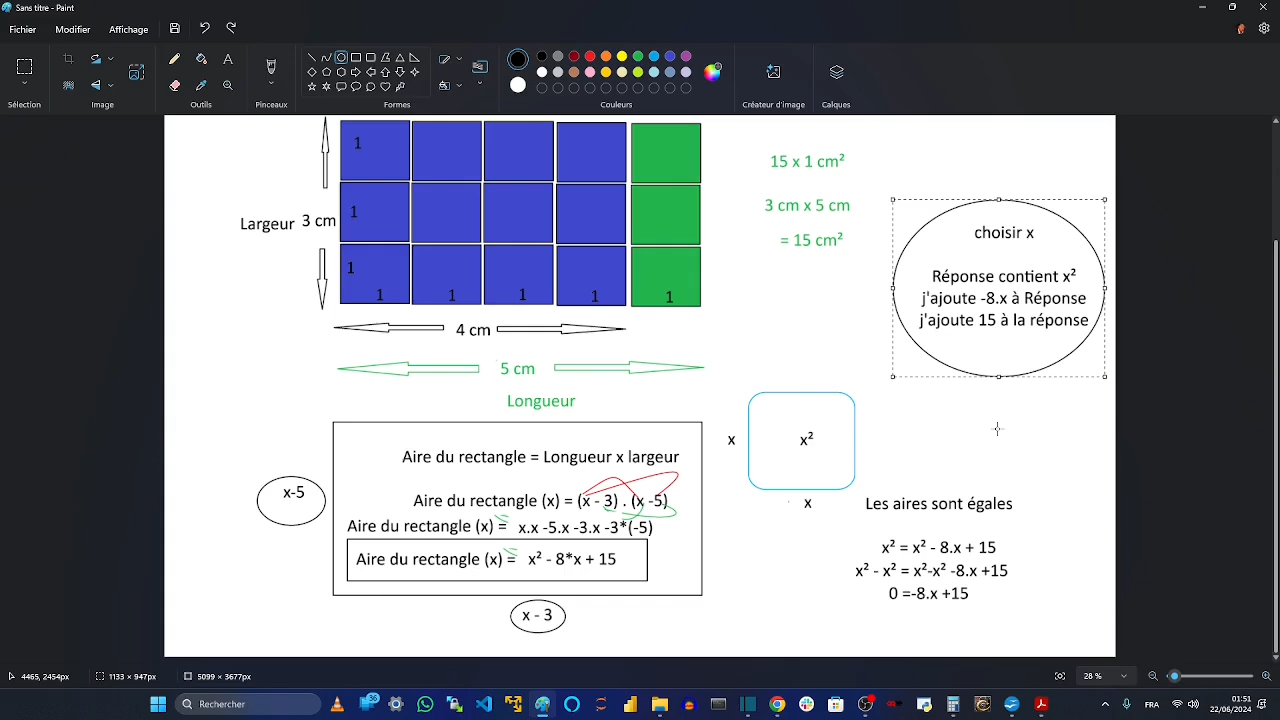 Sans titre - Paint
Fichier Modifier Affichage
Sélection Image Outils Pinceaux Formes Couleurs Créateur d'image Calques
1
15 x 1 cm²
3 cm x 5 cm
= 15 cm²
Largeur 3 cm
1
1
1 1 1 1 1
4 cm
5 cm
Longueur
choisir x
Réponse contient x²
j'ajoute -8.x à Réponse
j'ajoute 15 à la réponse
Aire du rectangle = Longueur x largeur
x-5
Aire du rectangle (x) = (x - 3) . (x -5)
Aire du rectangle (x) = x.x -5.x -3.x -3*(-5)
Aire du rectangle (x) = x² - 8*x + 15
x - 3
x
x²
x
Les aires sont égales
x² = x² - 8.x + 15
x² - x² = x²-x² -8.x +15
0 =-8.x +15
4465, 2459px
1133 × 947px
5099 × 3677px
28 %
Rechercher
36
FRA
01:51
22/06/2024